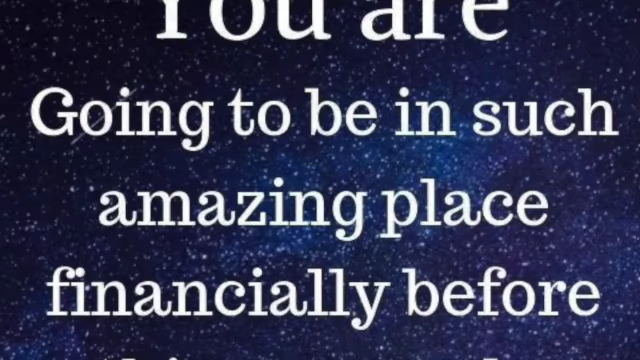 You are
Going to be in such
amazing place
financially before